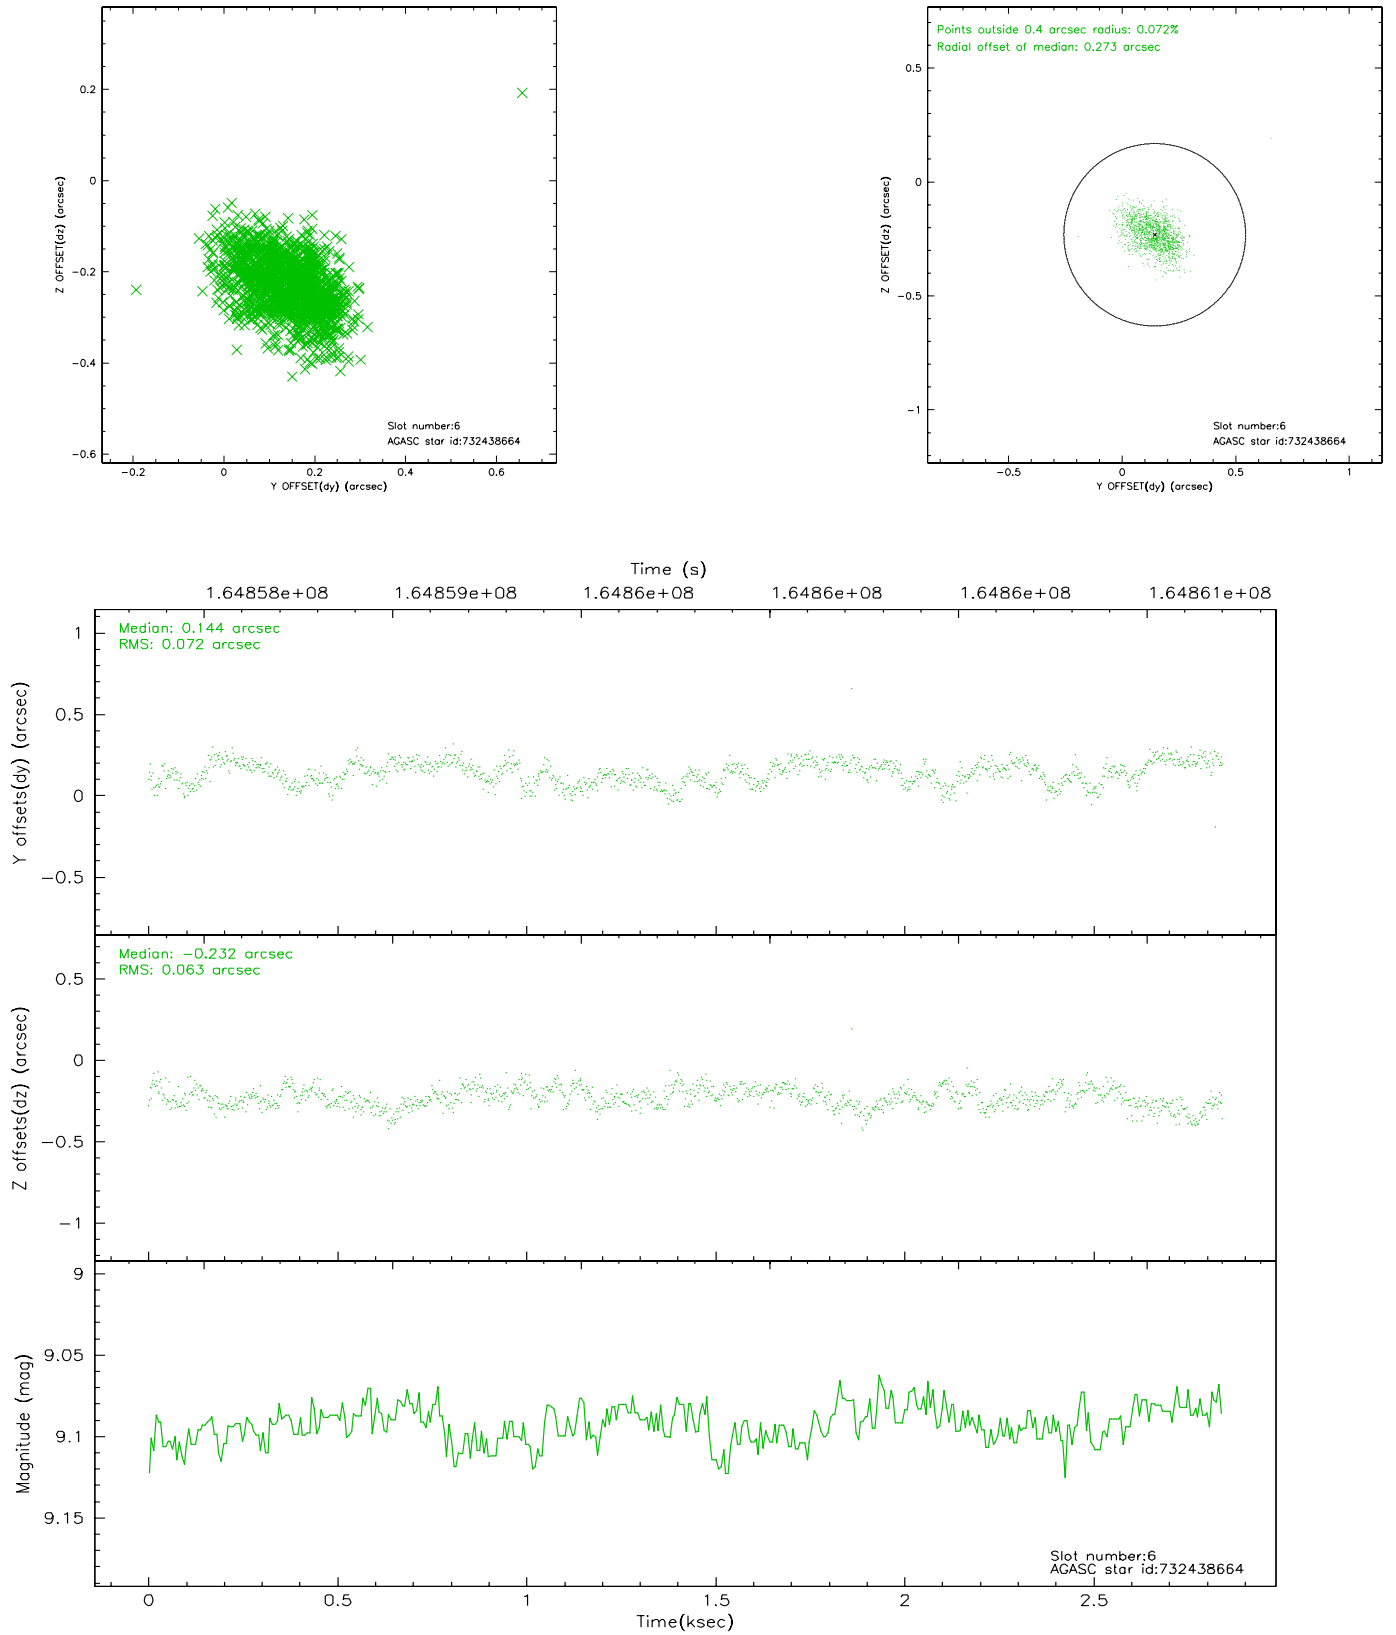 Points outside 0.4 arcsec radius: 0.072%
Radial offset of median: 0.273 arcsec
0.2
0
−0.2
−0.4
−0.6
Z OFFSET(dz) (arcsec)
−0.2
0
0.2
0.4
0.6
Y OFFSET(dy) (arcsec)
Slot number:6
AGASC star id:732438664
0.5
0
−0.5
−1
Z OFFSET(dz) (arcsec)
−0.5
0
0.5
1
Y OFFSET(dy) (arcsec)
Slot number:6
AGASC star id:732438664
Time (s)
1.64858e+08
1.64859e+08
1.6486e+08
1.6486e+08
1.6486e+08
1.64861e+08
Median: 0.144 arcsec
RMS: 0.072 arcsec
1
0.5
0
−0.5
Y offsets(dy) (arcsec)
Median: −0.232 arcsec
RMS: 0.063 arcsec
0.5
0
−0.5
−1
Z offsets(dz) (arcsec)
9
9.05
9.1
9.15
Magnitude (mag)
Slot number:6
AGASC star id:732438664
0
0.5
1
1.5
2
2.5
Time(ksec)